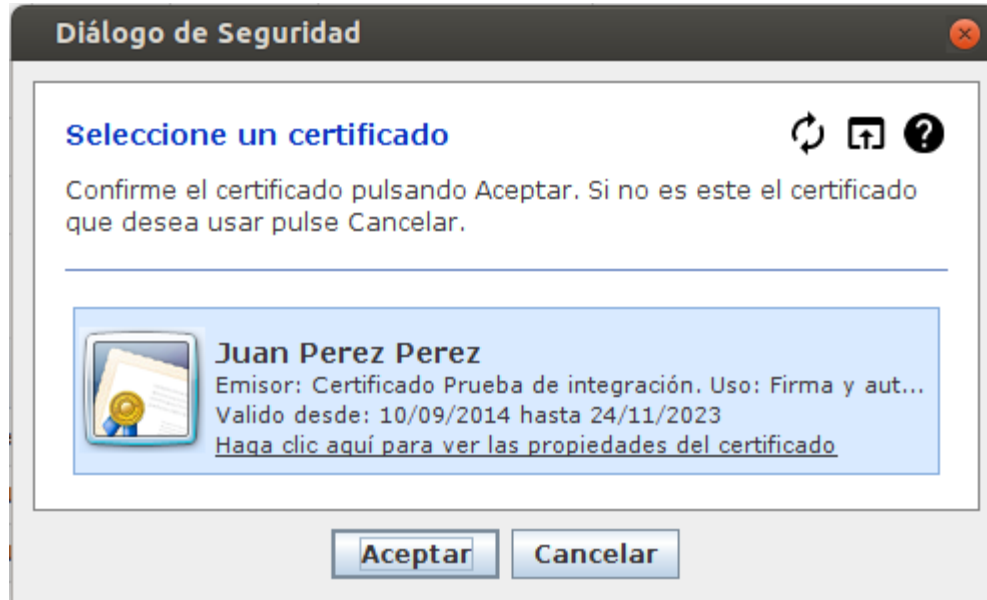 Diálogo de Seguridad
Seleccione un certificado
Confirme el certificado pulsando Aceptar. Si no es este el certificado
que desea usar pulse Cancelar.
Juan Perez Perez
Emisor: Certificado Prueba de integración. Uso: Firma y aut...
Valido desde: 10/09/2014 hasta 24/11/2023
Haga clic aquí para ver las propiedades del certificado
Aceptar Cancelar